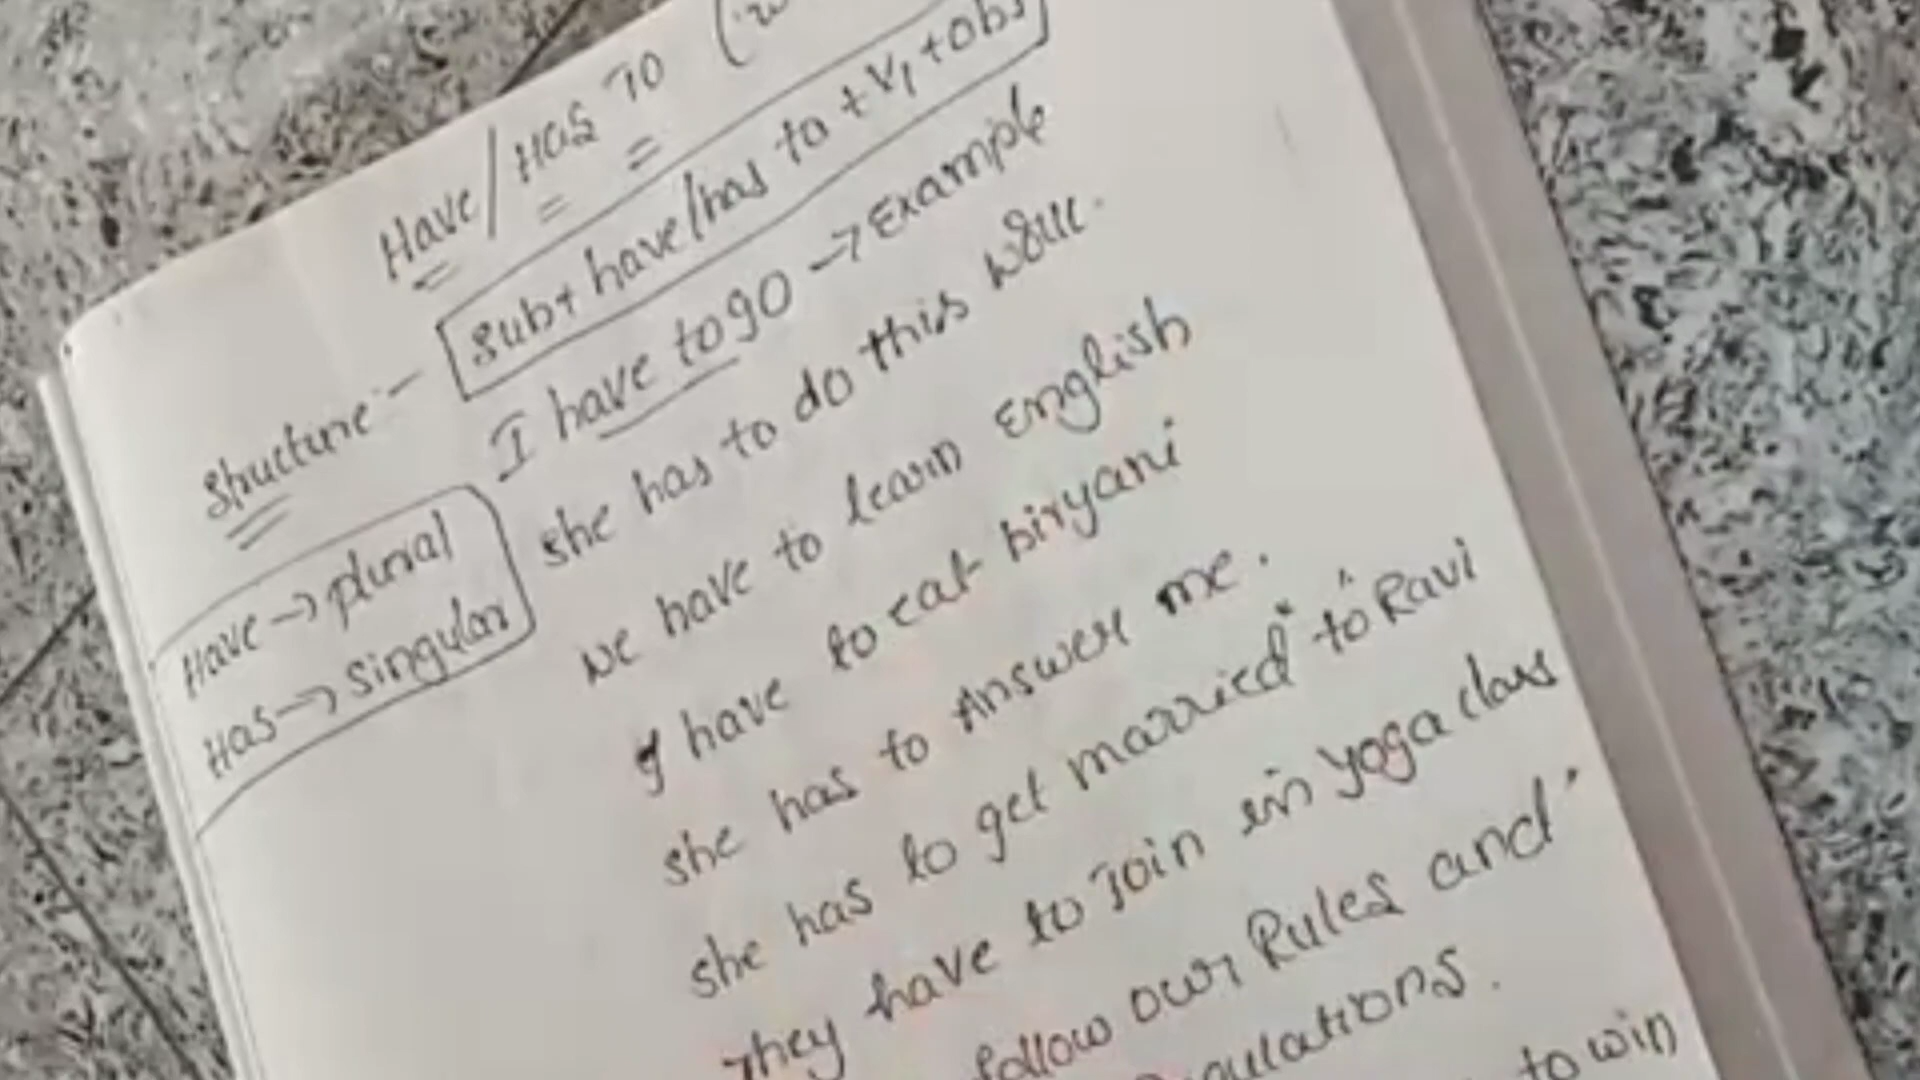 Have/Has To
Structure:- Sub+ have/has to + V1 + obj
I have to go → Example
Have → plural
Has → singular
she has to do this work.
we have to learn English
I have to eat biryani
she has to Answer me.
she has to get married "to" Ravi
They have to Join in yoga class
follow our Rules and
to win